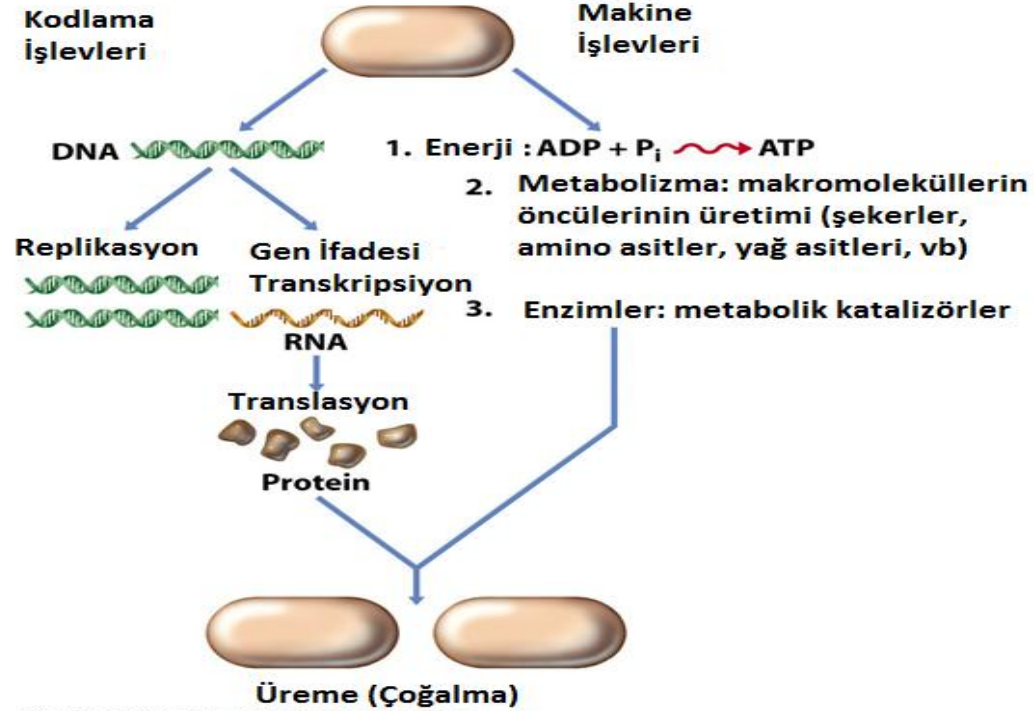 Kodlama
İşlevleri
Makine
İşlevleri
DNA
1. Enerji : ADP + Pi ATP
2. Metabolizma: makromoleküllerin
öncülerinin üretimi (şekerler,
amino asitler, yağ asitleri, vb)
Replikasyon
Gen İfadesi
Transkripsiyon
3. Enzimler: metabolik katalizörler
RNA
Translasyon
Protein
Üreme (Çoğalma)